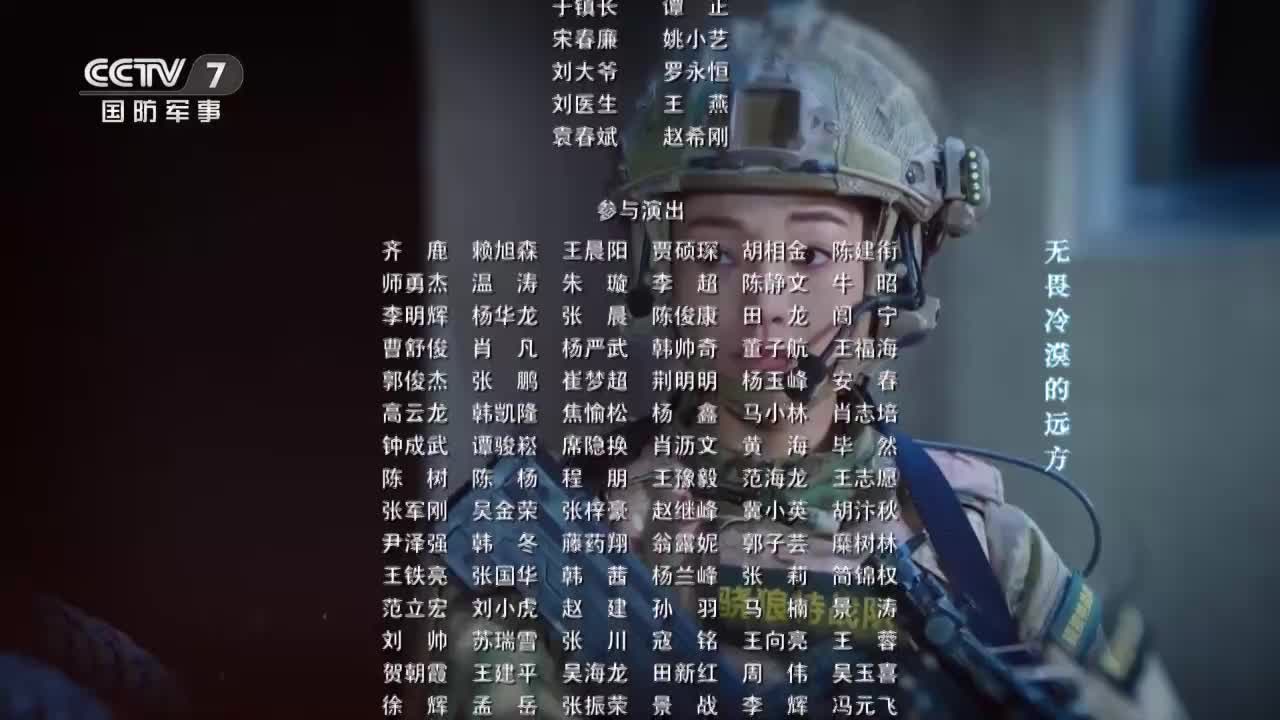 CCTV 7
国防军事
于镇长 谭正
宋春廉 姚小艺
刘大爷 罗永恒
刘医生 王燕
袁春斌 赵希刚
参与演出
齐鹿 赖旭森 王晨阳 贾硕琛 胡相金 陈建衔
师勇杰 温涛 朱璇 李超 陈静文 牛昭
李明辉 杨华龙 张晨 陈俊康 田龙 闾宁
曹舒俊 肖凡 杨严武 韩帅奇 董子航 王福海
郭俊杰 张鹏 崔梦超 荆明明 杨玉峰 安春
高云龙 韩凯隆 焦愉松 杨鑫 马小林 肖志培
钟成武 谭骏崧 席隐换 肖沥文 黄海 毕然
陈树 陈杨 程朋 王豫毅 范海龙 王志愿
张军刚 吴金荣 张梓豪 赵继峰 冀小英 胡汴秋
尹泽强 韩冬 藤药翔 翁露妮 郭子芸 糜树林
王铁亮 张国华 韩茜 杨兰峰 张莉 简锦权
范立宏 刘小虎 赵建 孙羽 马楠 景涛
刘帅 苏瑞雪 张川 寇铭 王向亮 王蓉
贺朝霞 王建平 吴海龙 田新红 周伟 吴玉喜
徐辉 孟岳 张振荣 景战 李辉 冯元飞
无畏冷漠的远方
骁狼特战队